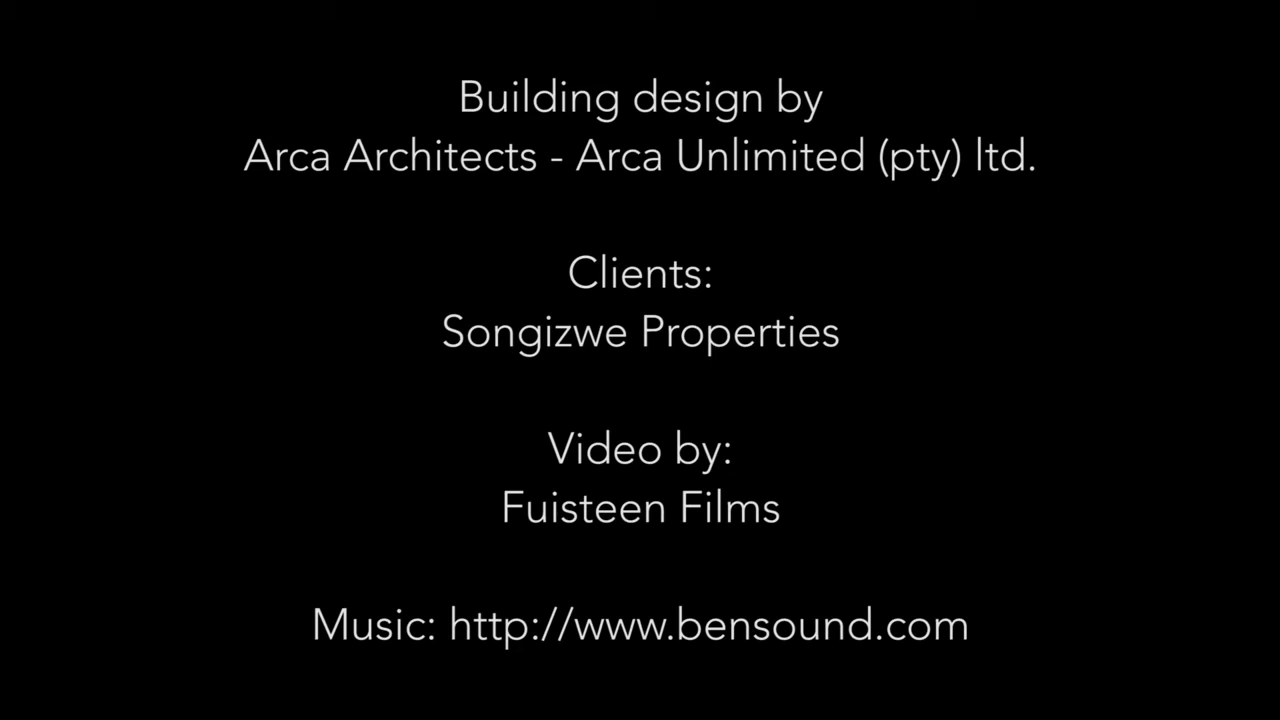 Building design by
Arca Architects - Arca Unlimited (pty) ltd.
Clients:
Songizwe Properties
Video by:
Fuisteen Films
Music: http://www.bensound.com